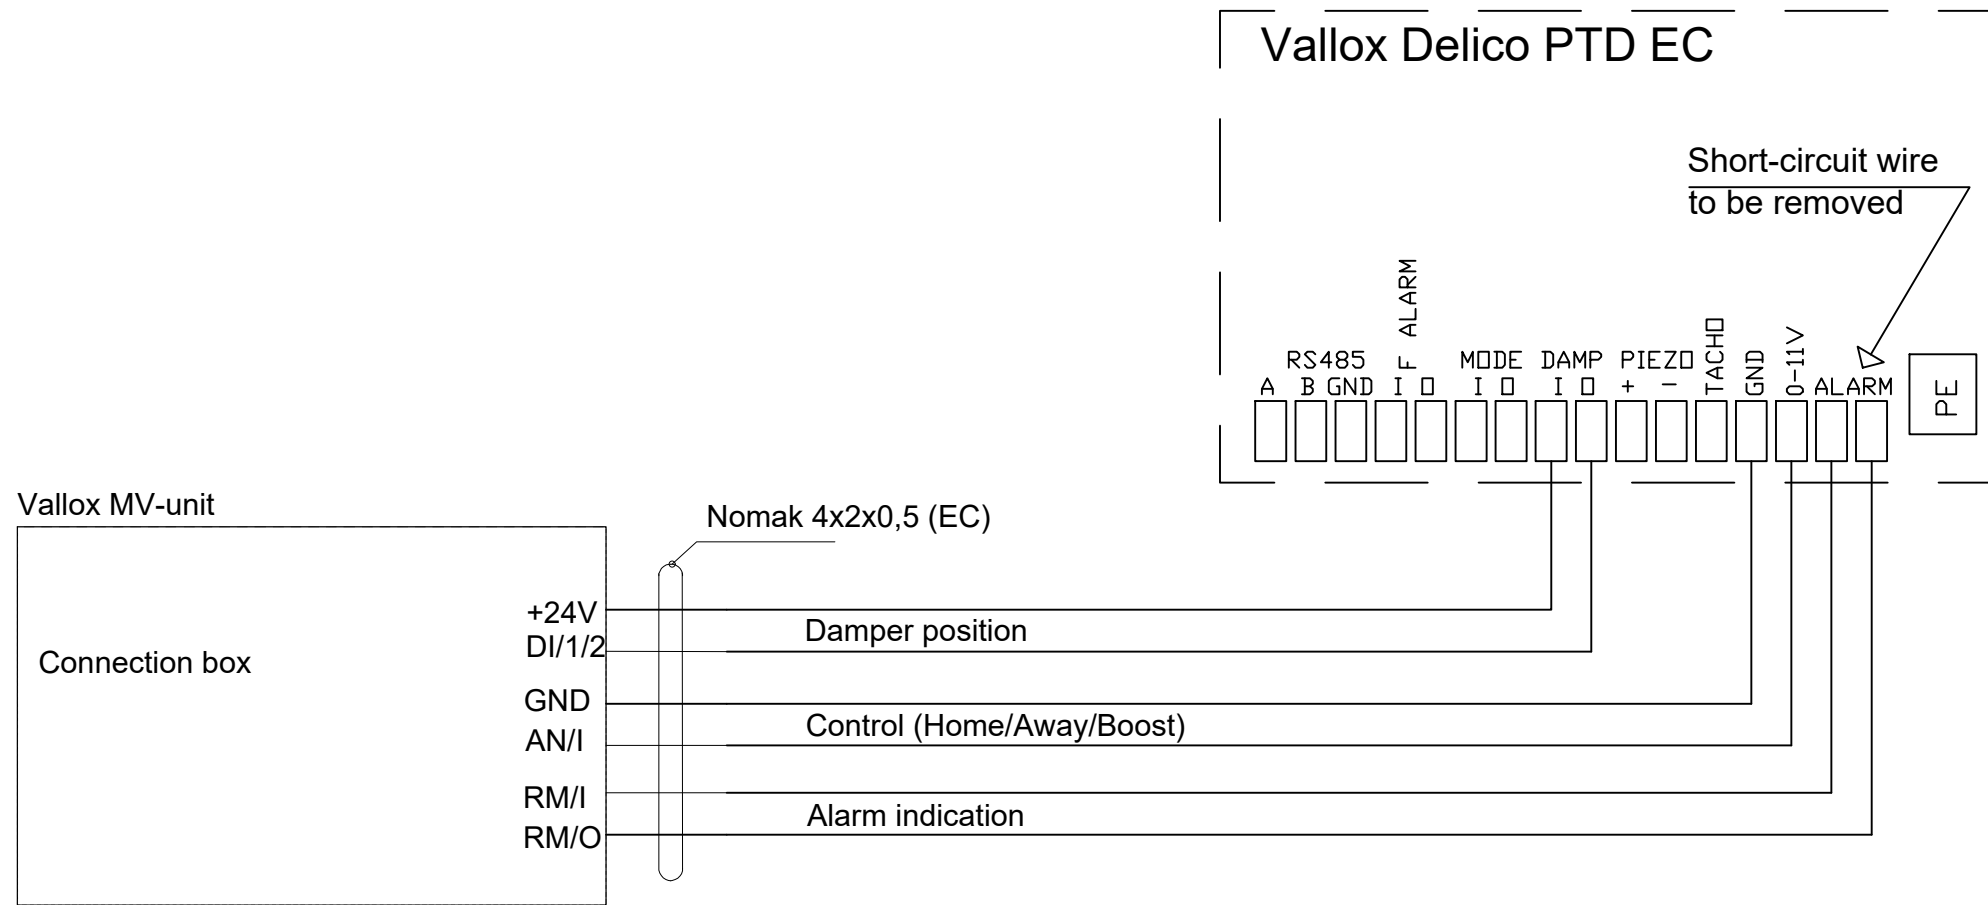 Vallox Delico PTD EC
Short-circuit wire
to be removed
F ALARM
TACHO
GND
0-11V
RS485 MODE DAMP PIEZO
A B GND I O I O I O + − ALARM
PE
Vallox MV-unit
Nomak 4x2x0,5 (EC)
+24V
Damper position
DI/1/2
Connection box
GND
Control (Home/Away/Boost)
AN/I
RM/I
Alarm indication
RM/O